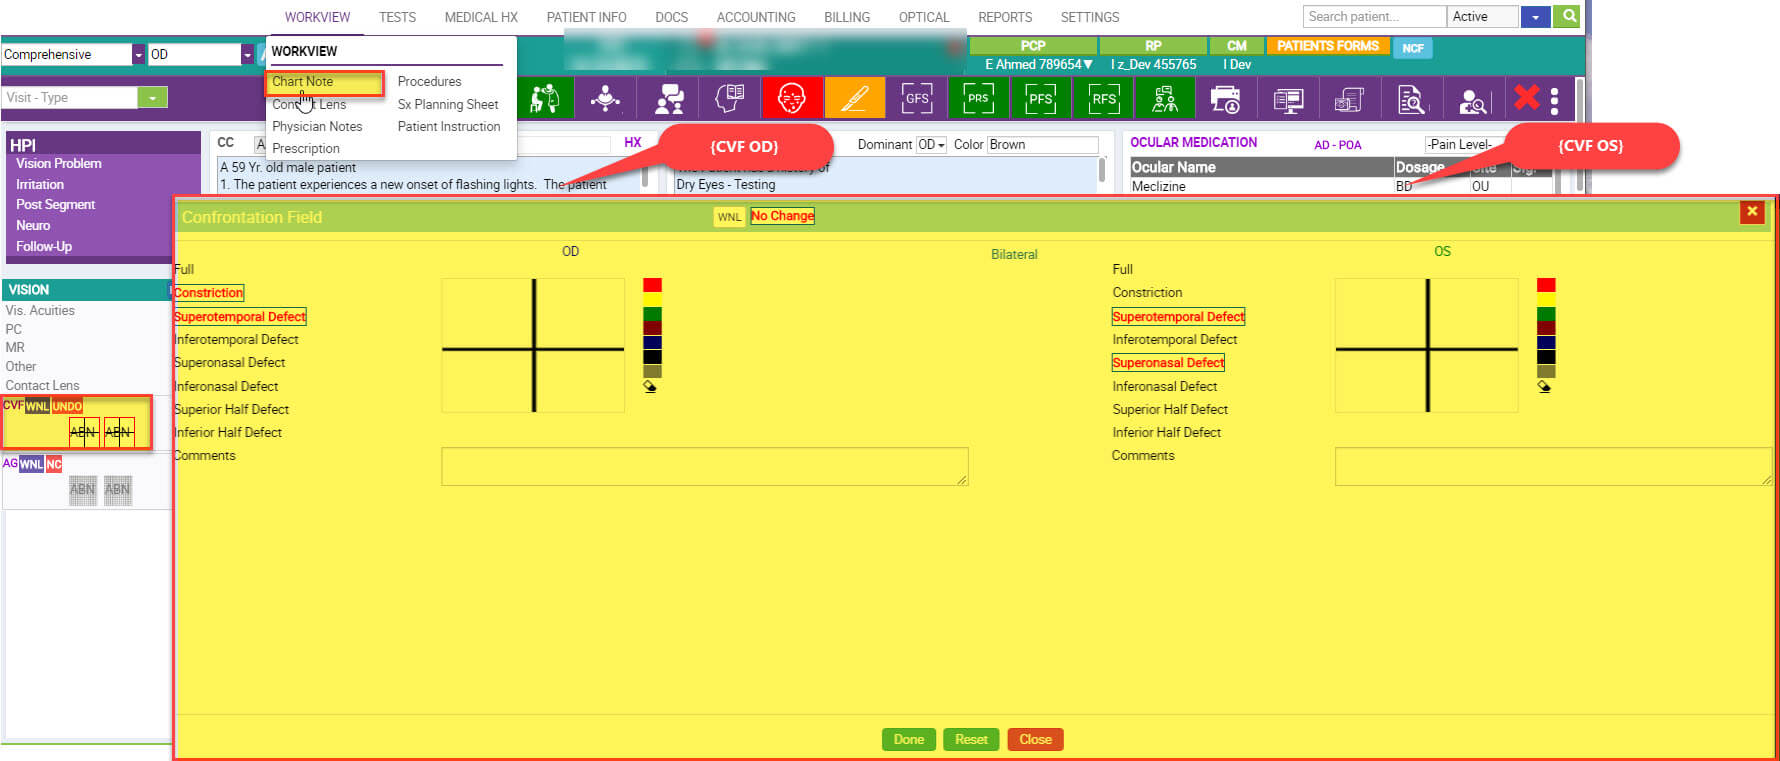 WORKVIEW TESTS MEDICAL HX PATIENT INFO DOCS ACCOUNTING BILLING OPTICAL REPORTS SETTINGS
Search patient... Active
Comprehensive OD
WORKVIEW
Chart Note Procedures
Contact Lens Sx Planning Sheet
Physician Notes Patient Instruction
Prescription
PCP RP CM PATIENTS FORMS NCF
E Ahmed 789654▼ I z_Dev 455765 I Dev
Visit - Type
GFS PRS PFS RFS
HPI
Vision Problem
Irritation
Post Segment
Neuro
Follow-Up
CC HX
A 59 Yr. old male patient
1. The patient experiences a new onset of flashing lights. The patient
{CVF OD}
Dominant OD Color Brown
The Patient has a history of
Dry Eyes - Testing
OCULAR MEDICATION AD - POA -Pain Level-
{CVF OS}
Ocular Name Dosage Site Sig.
Meclizine BD OU
VISION
Vis. Acuities
PC
MR
Other
Contact Lens
CVF WNL UNDO
ABN ABN
AG WNL NC
ABN ABN
Confrontation Field WNL No Change
OD Bilateral OS
Full
Constriction
Superotemporal Defect
Inferotemporal Defect
Superonasal Defect
Inferonasal Defect
Superior Half Defect
Inferior Half Defect
Comments
Full
Constriction
Superotemporal Defect
Inferotemporal Defect
Superonasal Defect
Inferonasal Defect
Superior Half Defect
Inferior Half Defect
Comments
Done Reset Close